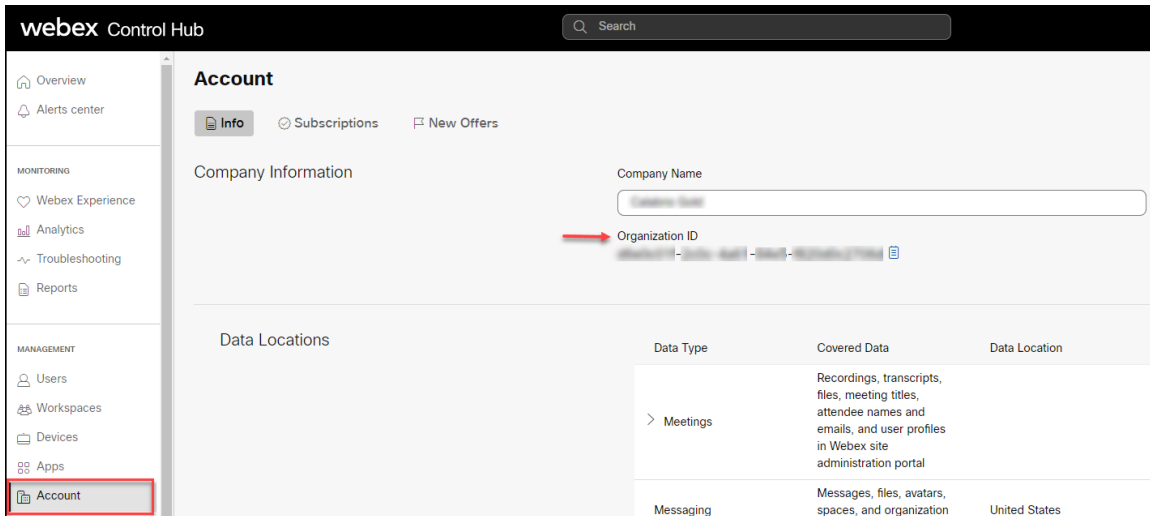 webex Control Hub
Search
Overview
Alerts center
MONITORING
Webex Experience
Analytics
Troubleshooting
Reports
MANAGEMENT
Users
Workspaces
Devices
Apps
Account
Account
Info
Subscriptions
New Offers
Company Information
Company Name
Organization ID
Data Locations
Data Type
Covered Data
Data Location
Meetings
Recordings, transcripts,
files, meeting titles,
attendee names and
emails, and user profiles
in Webex site
administration portal
Messaging
Messages, files, avatars,
spaces, and organization
United States